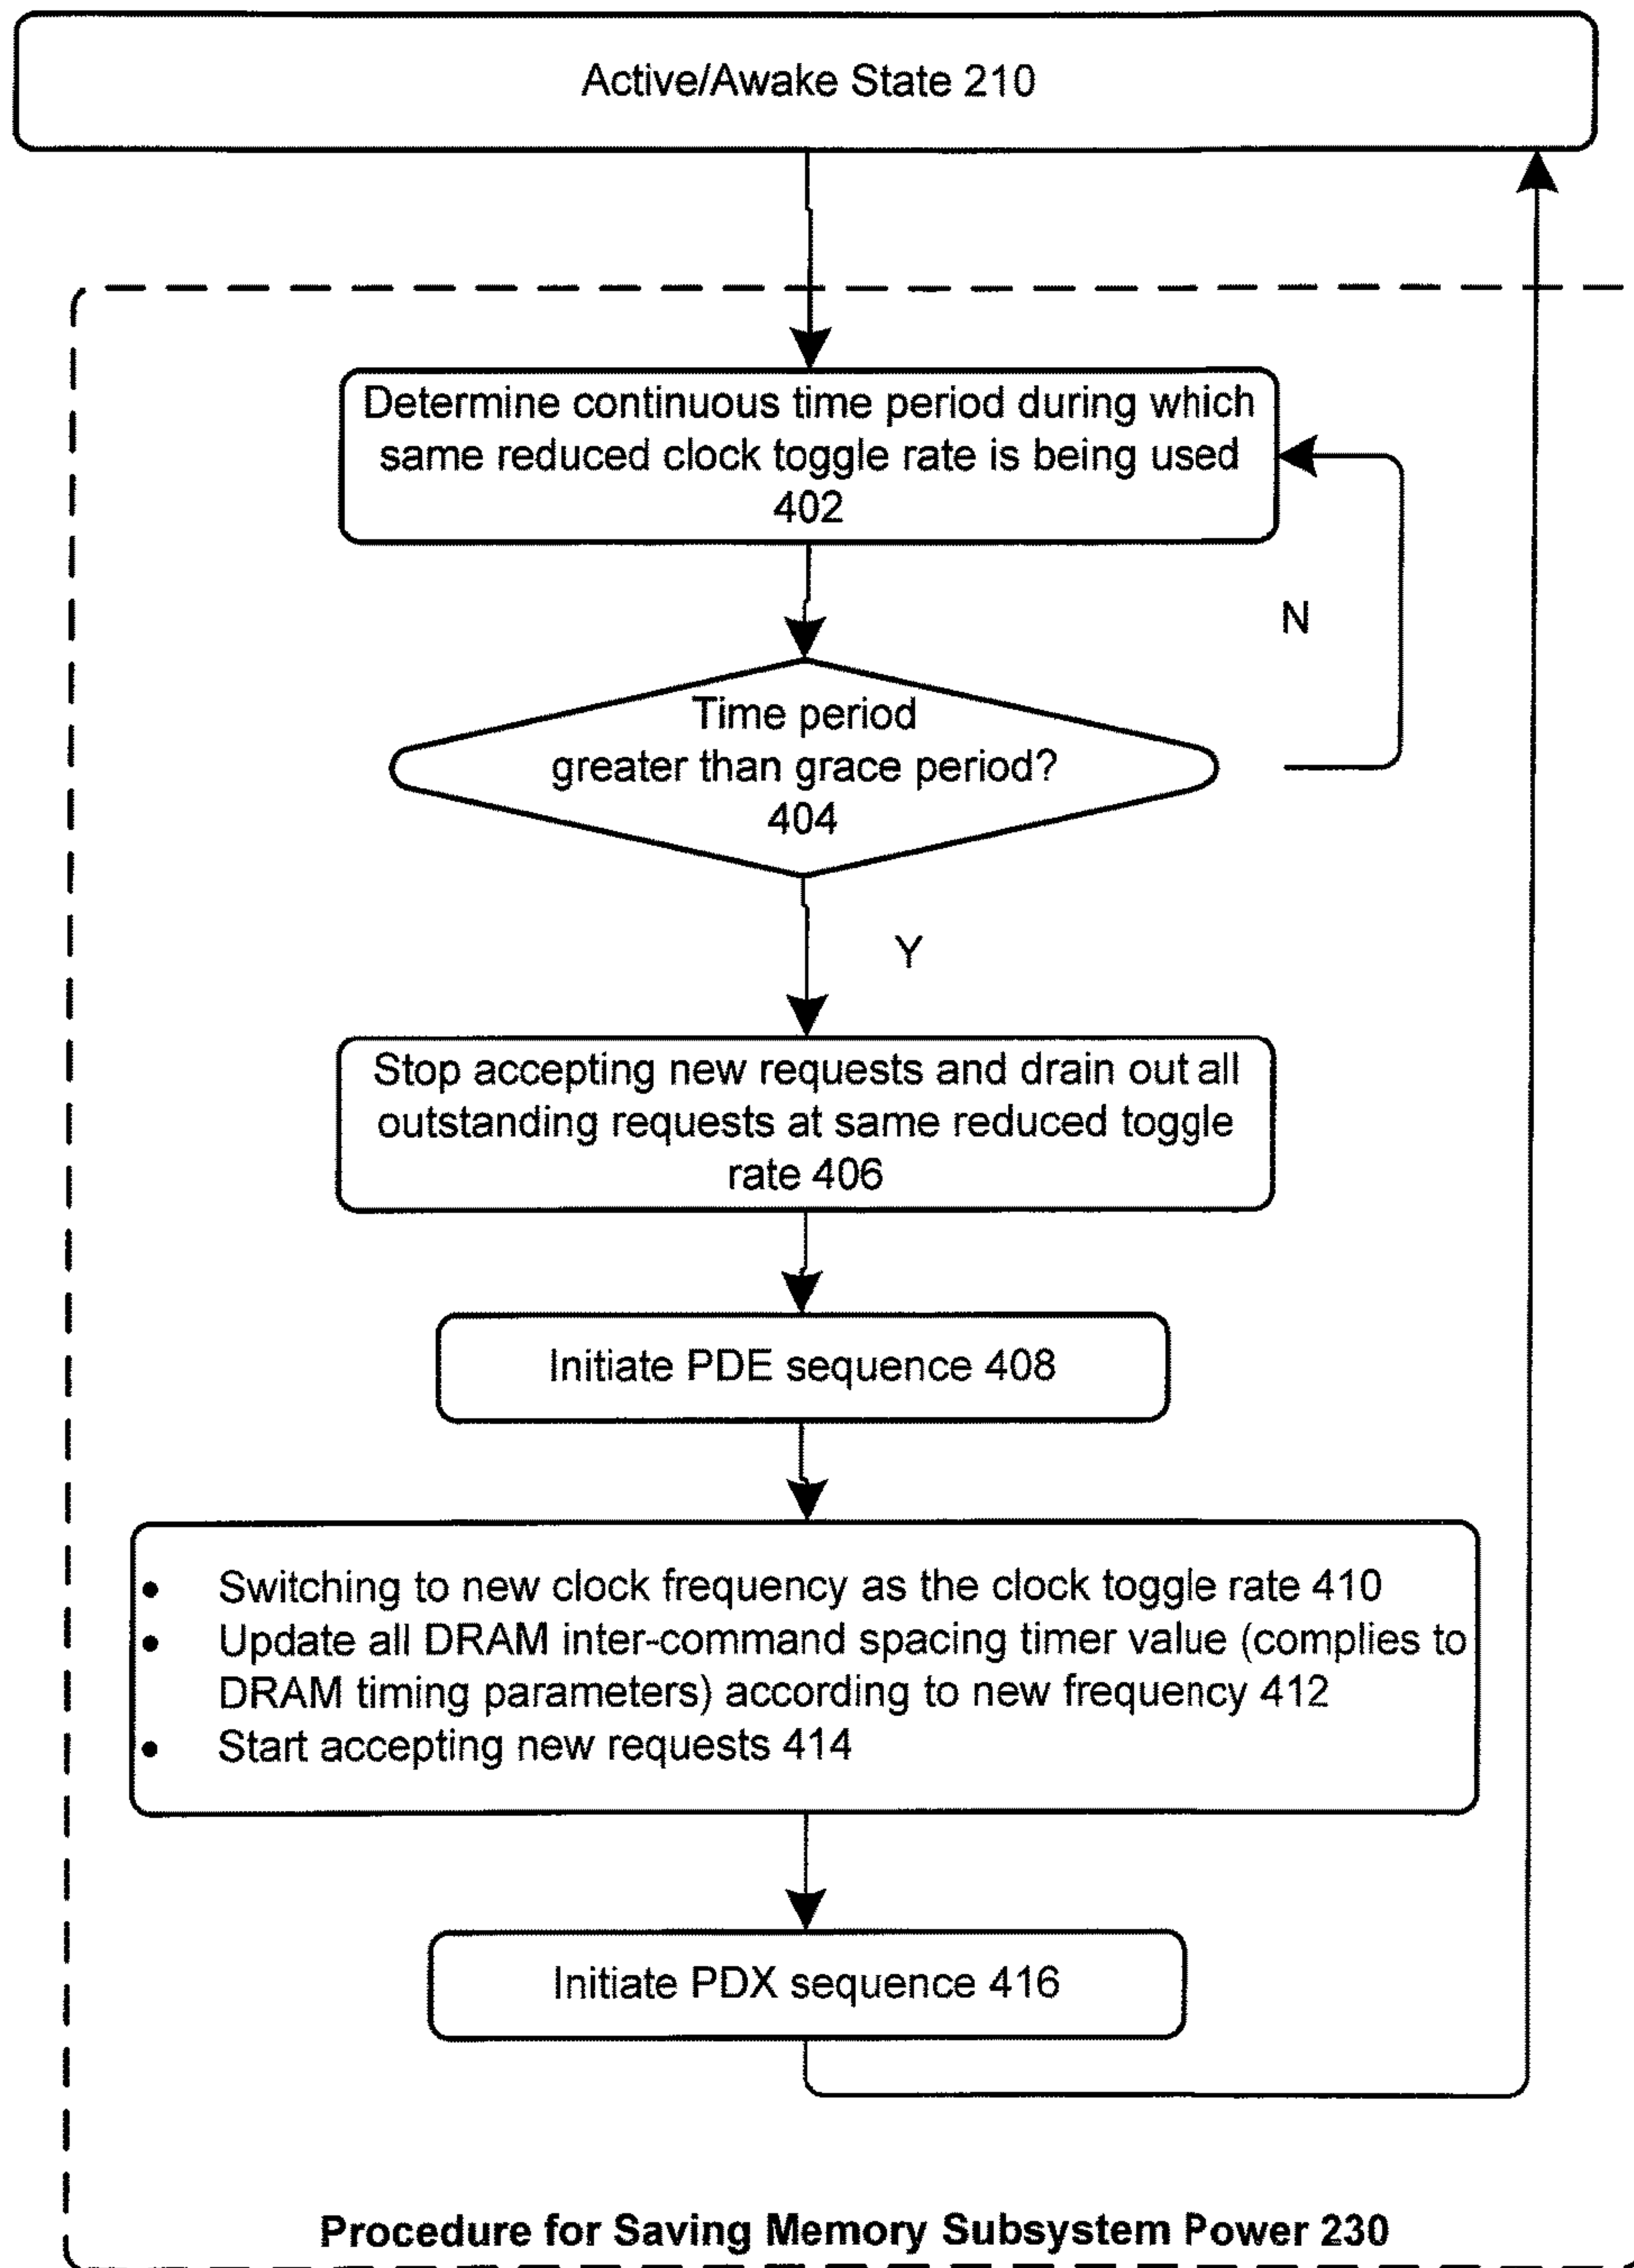 Active/Awake State 210
Determine continuous time period during which
same reduced clock toggle rate is being used
402
N
Time period
greater than grace period?
404
Y
Stop accepting new requests and drain out all
outstanding requests at same reduced toggle
rate 406
Initiate PDE sequence 408
• Switching to new clock frequency as the clock toggle rate 410
• Update all DRAM inter-command spacing timer value (complies to
DRAM timing parameters) according to new frequency 412
• Start accepting new requests 414
Initiate PDX sequence 416
Procedure for Saving Memory Subsystem Power 230